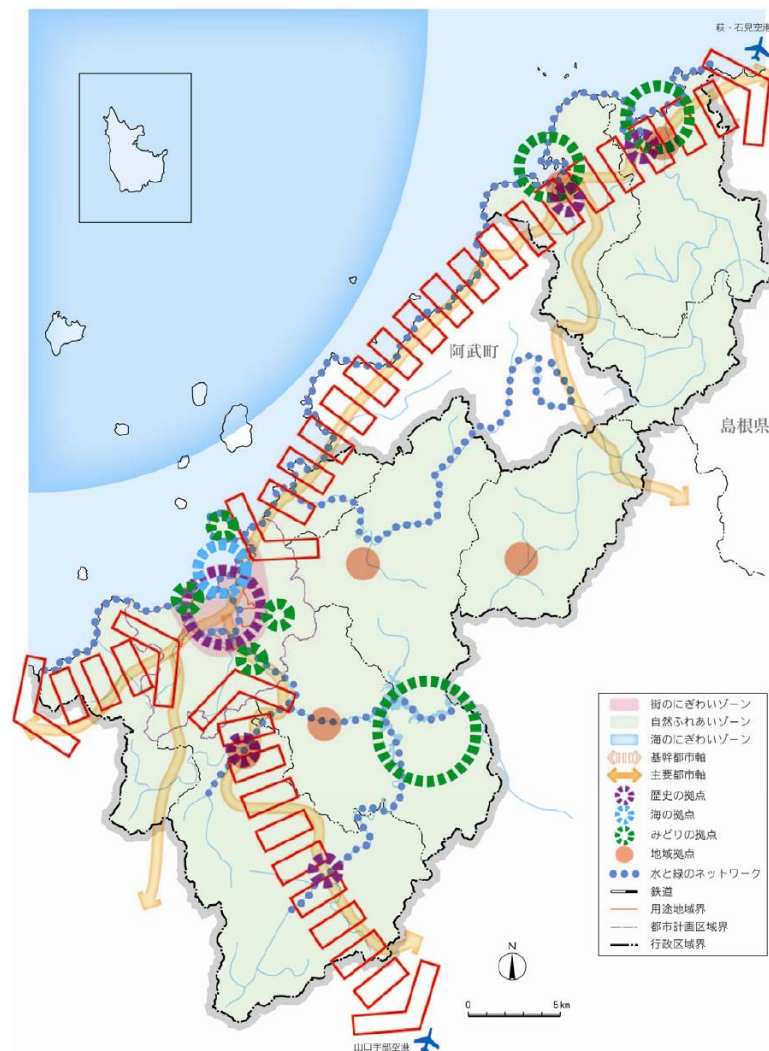 萩・石見空港
阿武町
島根県
街のにぎわいゾーン
自然ふれあいゾーン
海のにぎわいゾーン
基幹都市軸
主要都市軸
歴史の拠点
海の拠点
みどりの拠点
地域拠点
水と緑のネットワーク
鉄道
用途地域界
都市計画区域界
行政区域界
N
0
5km
山口宇部空港